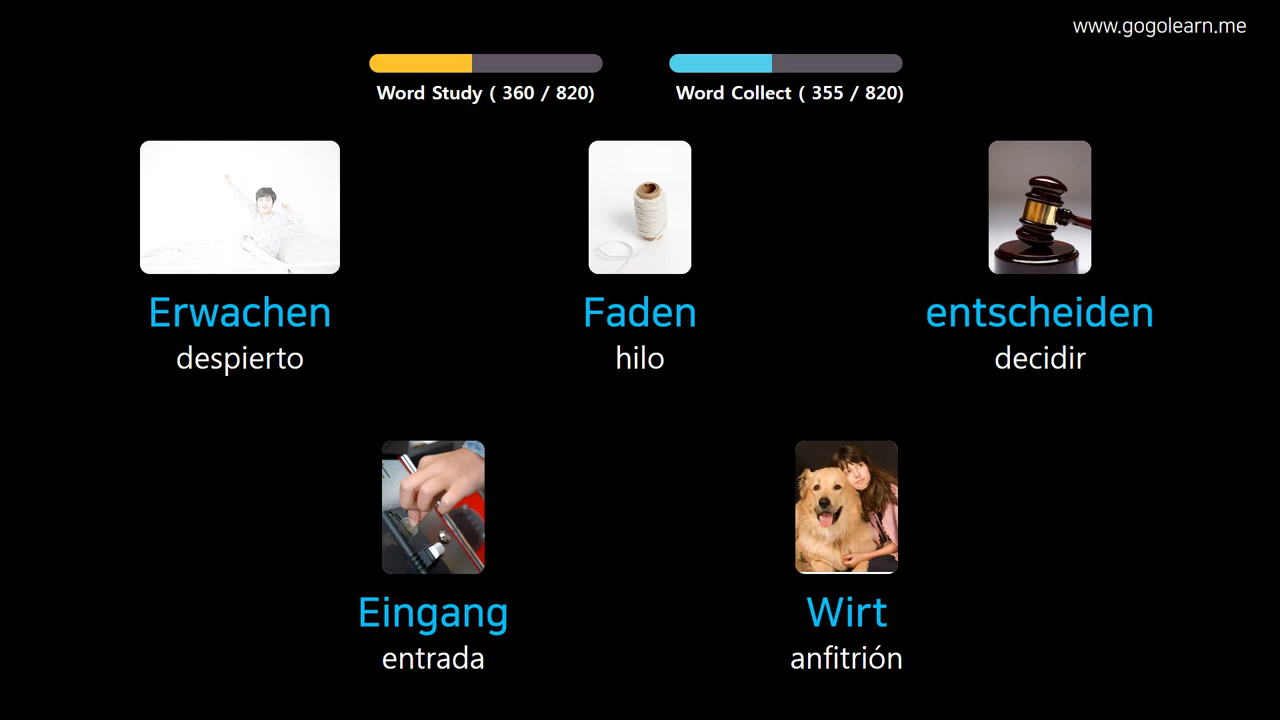 www.gogolearn.me
Word Study ( 360 / 820)
Word Collect ( 355 / 820)
Erwachen
despierto
Faden
hilo
entscheiden
decidir
Eingang
entrada
Wirt
anfitrión